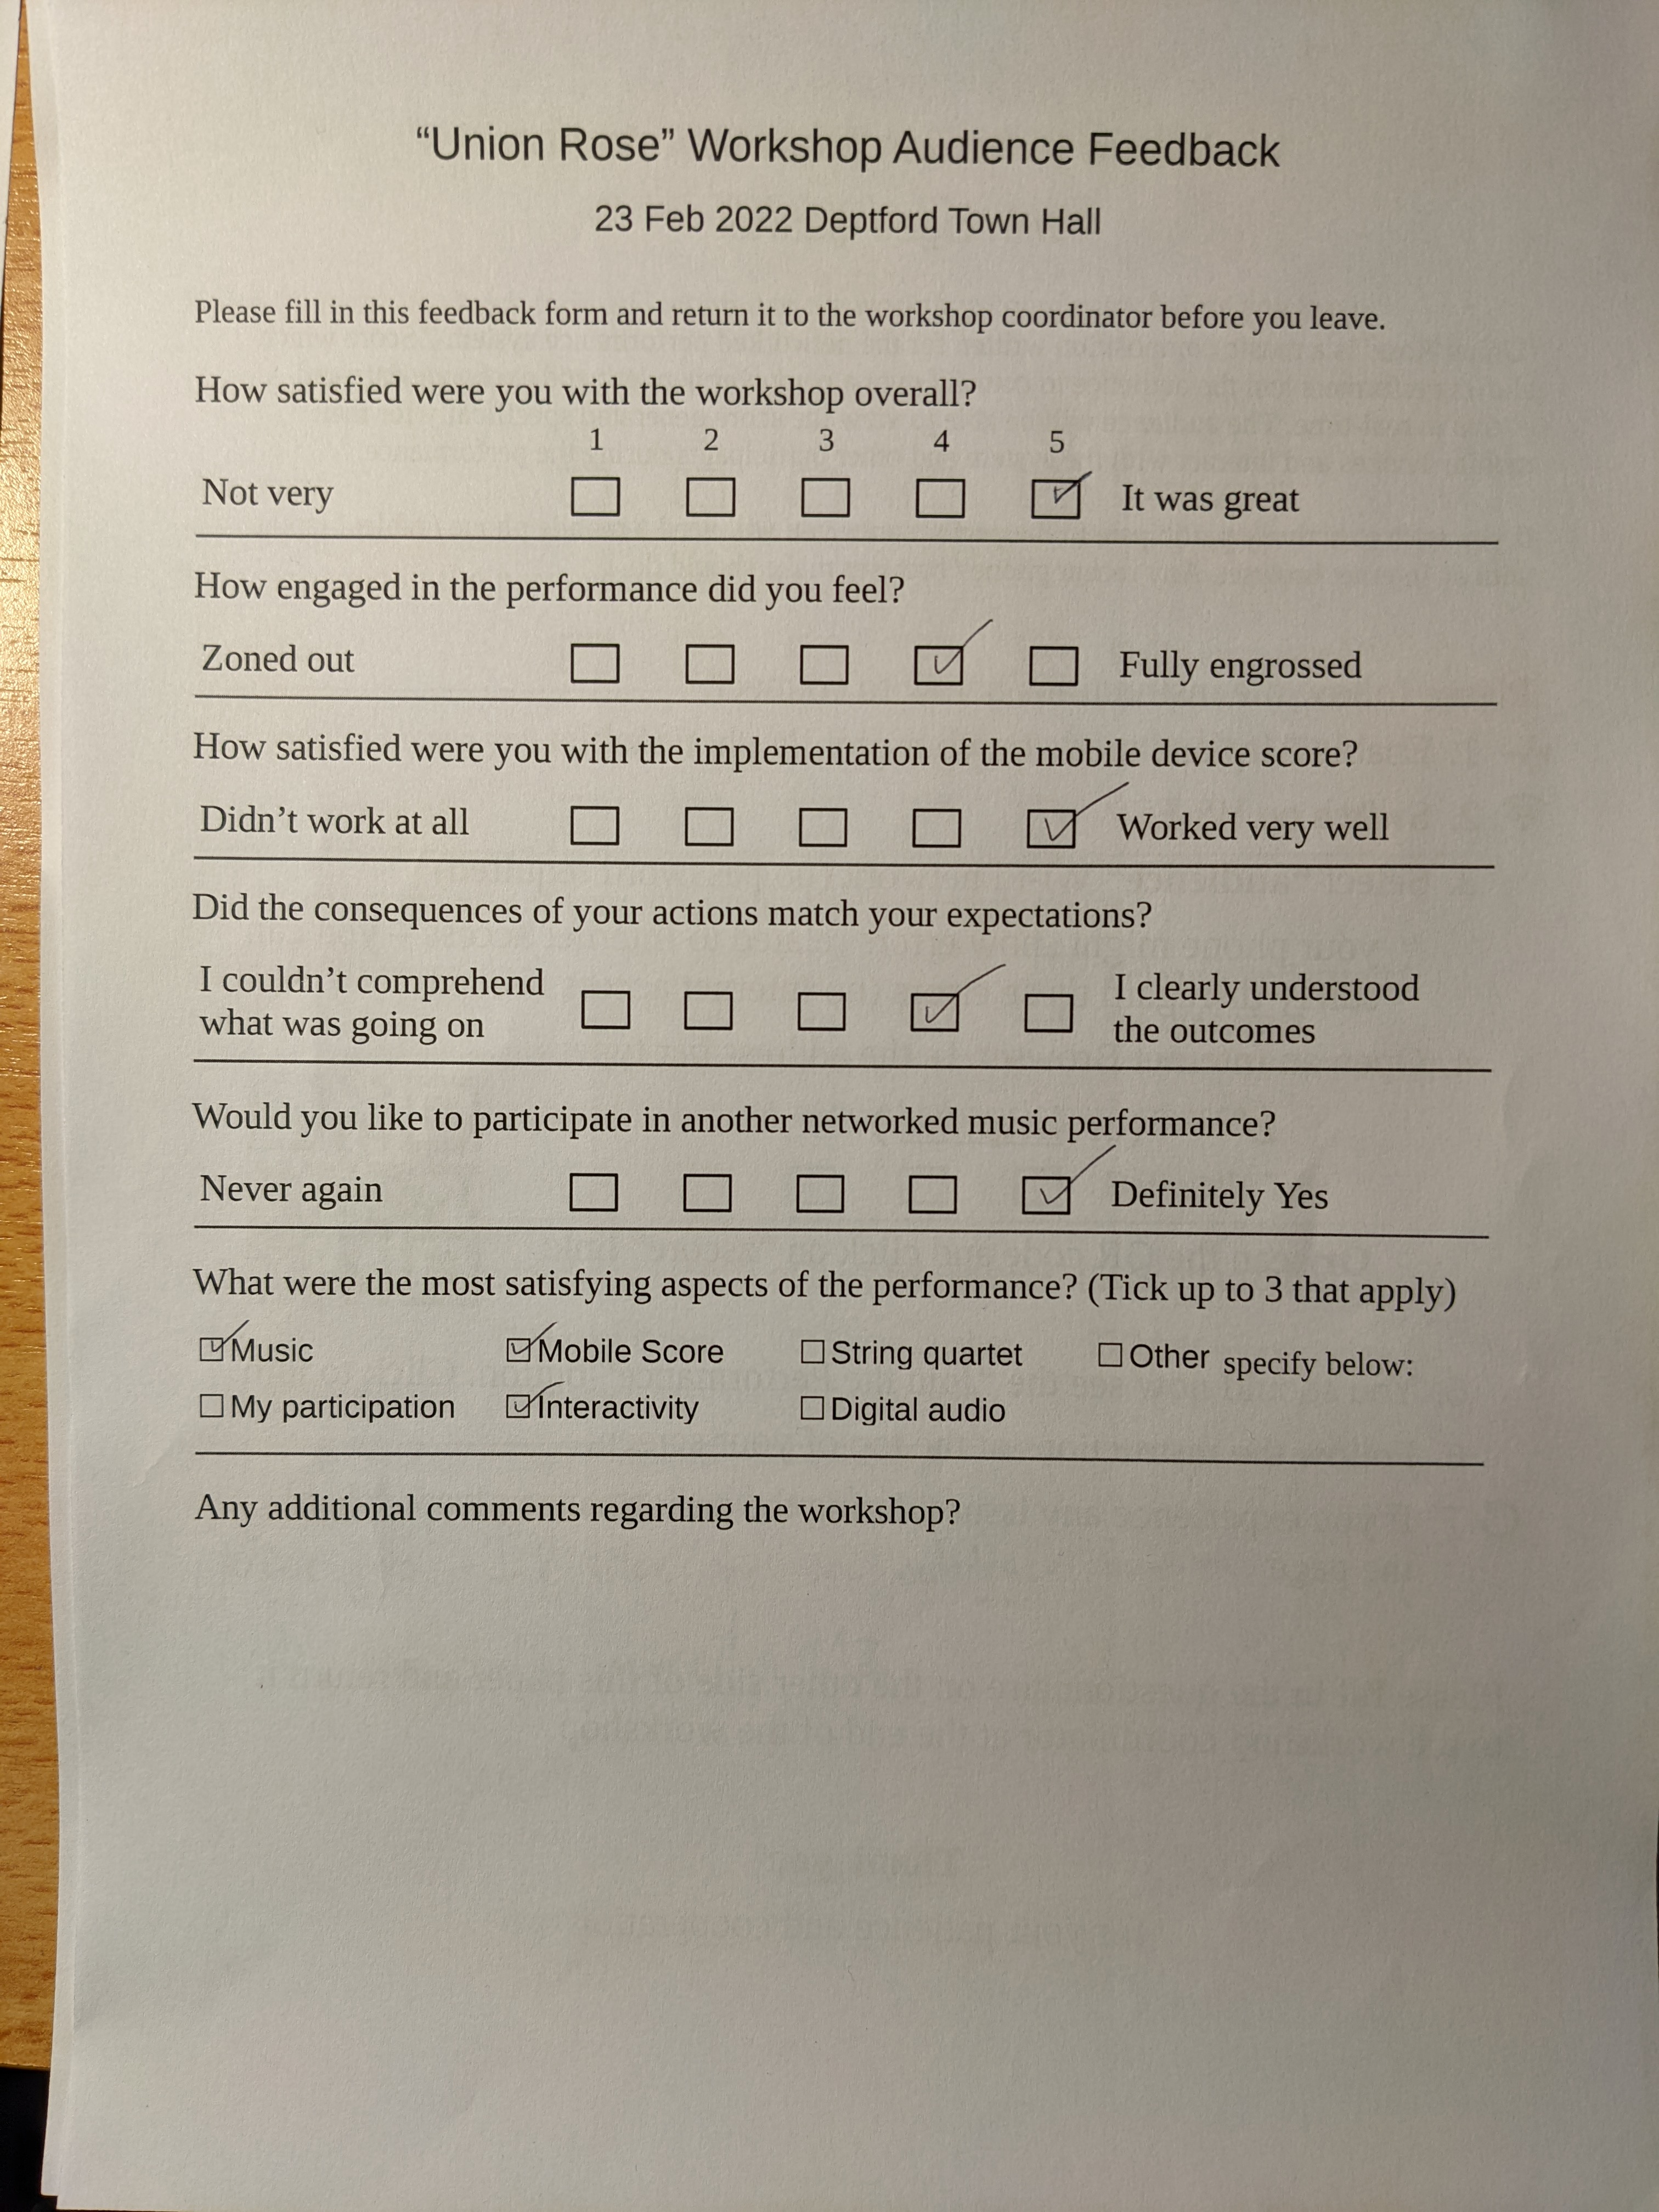 “Union Rose” Workshop Audience Feedback
23 Feb 2022 Deptford Town Hall
Please fill in this feedback form and return it to the workshop coordinator before you leave.
How satisfied were you with the workshop overall?
1 2 3 4 5
Not very ☐ ☐ ☐ ☐ ☑ It was great
How engaged in the performance did you feel?
Zoned out ☐ ☐ ☐ ☑ ☐ Fully engrossed
How satisfied were you with the implementation of the mobile device score?
Didn’t work at all ☐ ☐ ☐ ☐ ☑ Worked very well
Did the consequences of your actions match your expectations?
I couldn’t comprehend ☐ ☐ ☐ ☑ ☐ I clearly understood
what was going on the outcomes
Would you like to participate in another networked music performance?
Never again ☐ ☐ ☐ ☐ ☑ Definitely Yes
What were the most satisfying aspects of the performance? (Tick up to 3 that apply)
☑ Music ☑ Mobile Score ☐ String quartet ☐ Other specify below:
☐ My participation ☑ Interactivity ☐ Digital audio
Any additional comments regarding the workshop?